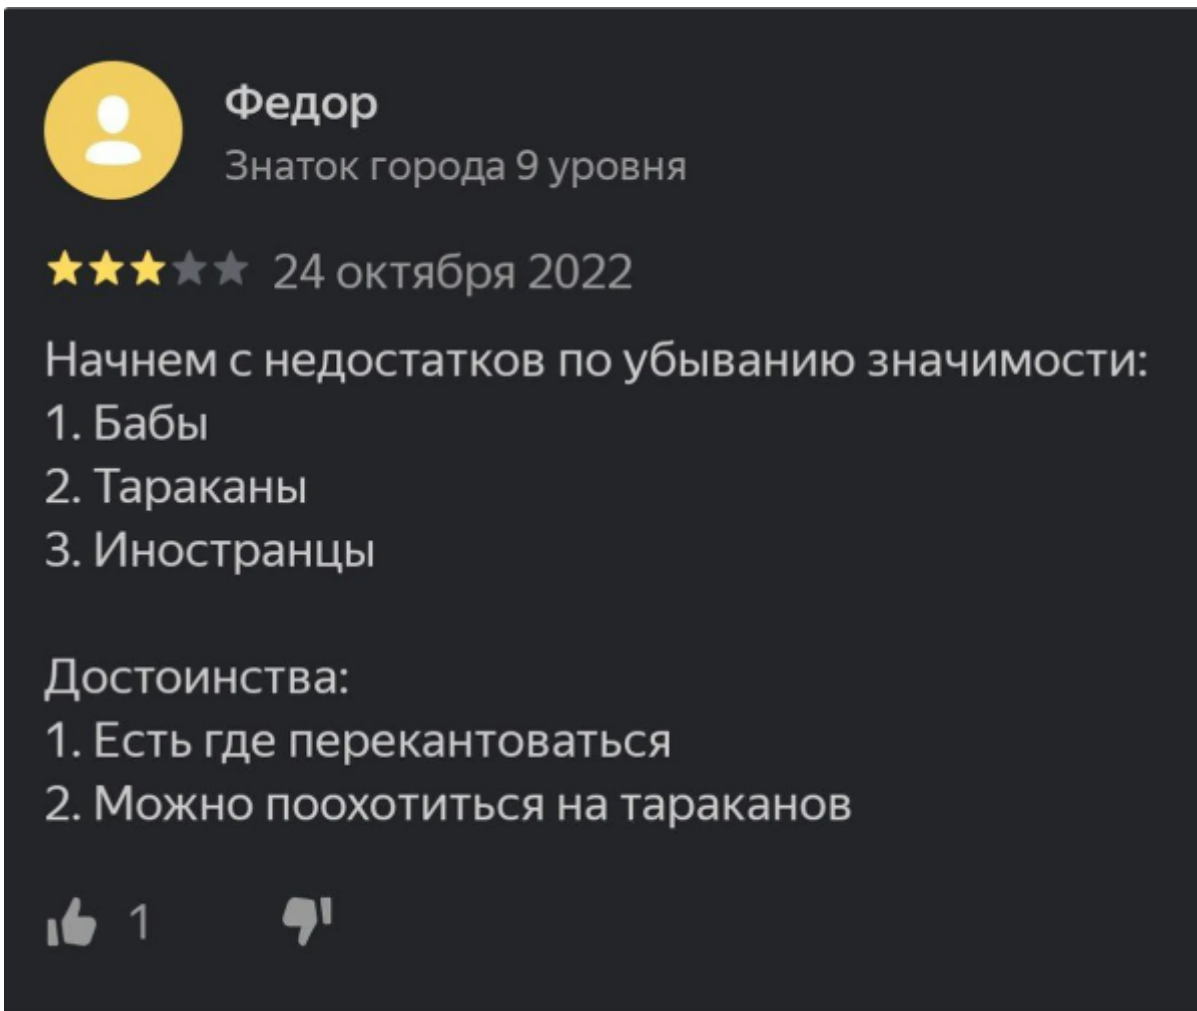 Федор
Знаток города 9 уровня
24 октября 2022
Начнем с недостатков по убыванию значимости:
1. Бабы
2. Тараканы
3. Иностранцы
Достоинства:
1. Есть где перекантоваться
2. Можно поохотиться на тараканов
1